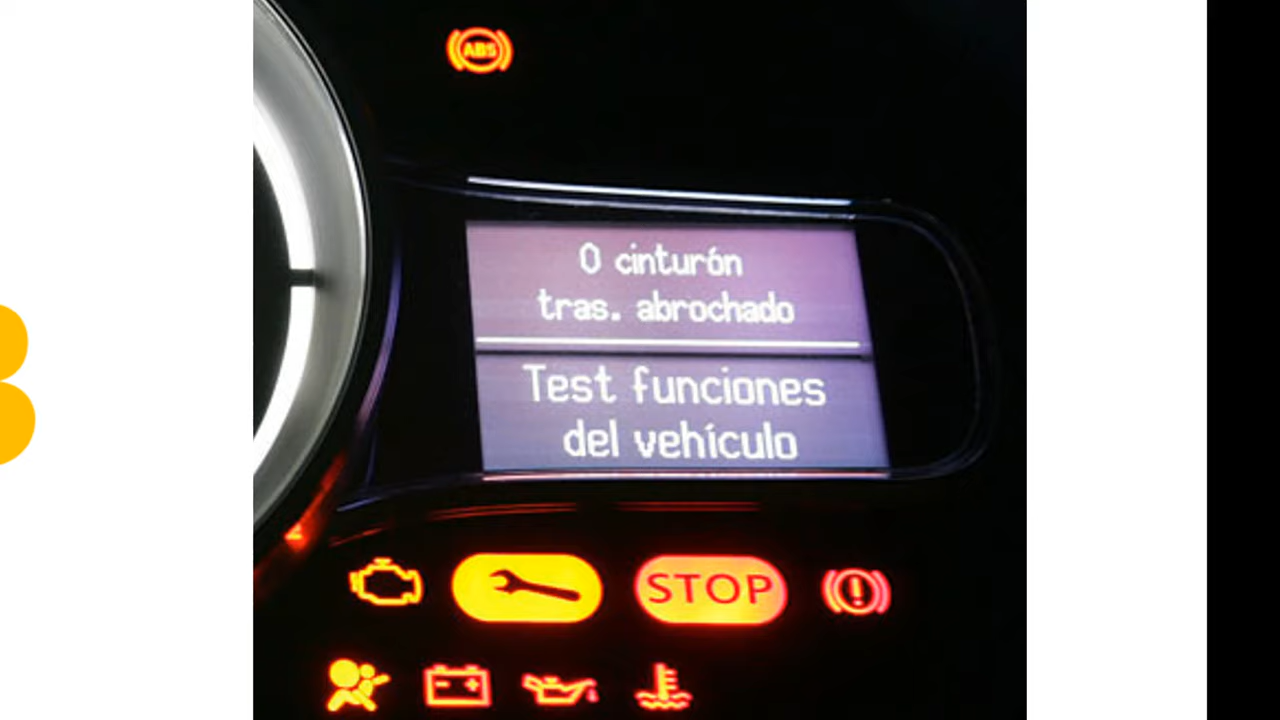 ABS
0 cinturón
tras. abrochado
Test funciones
del vehículo
STOP